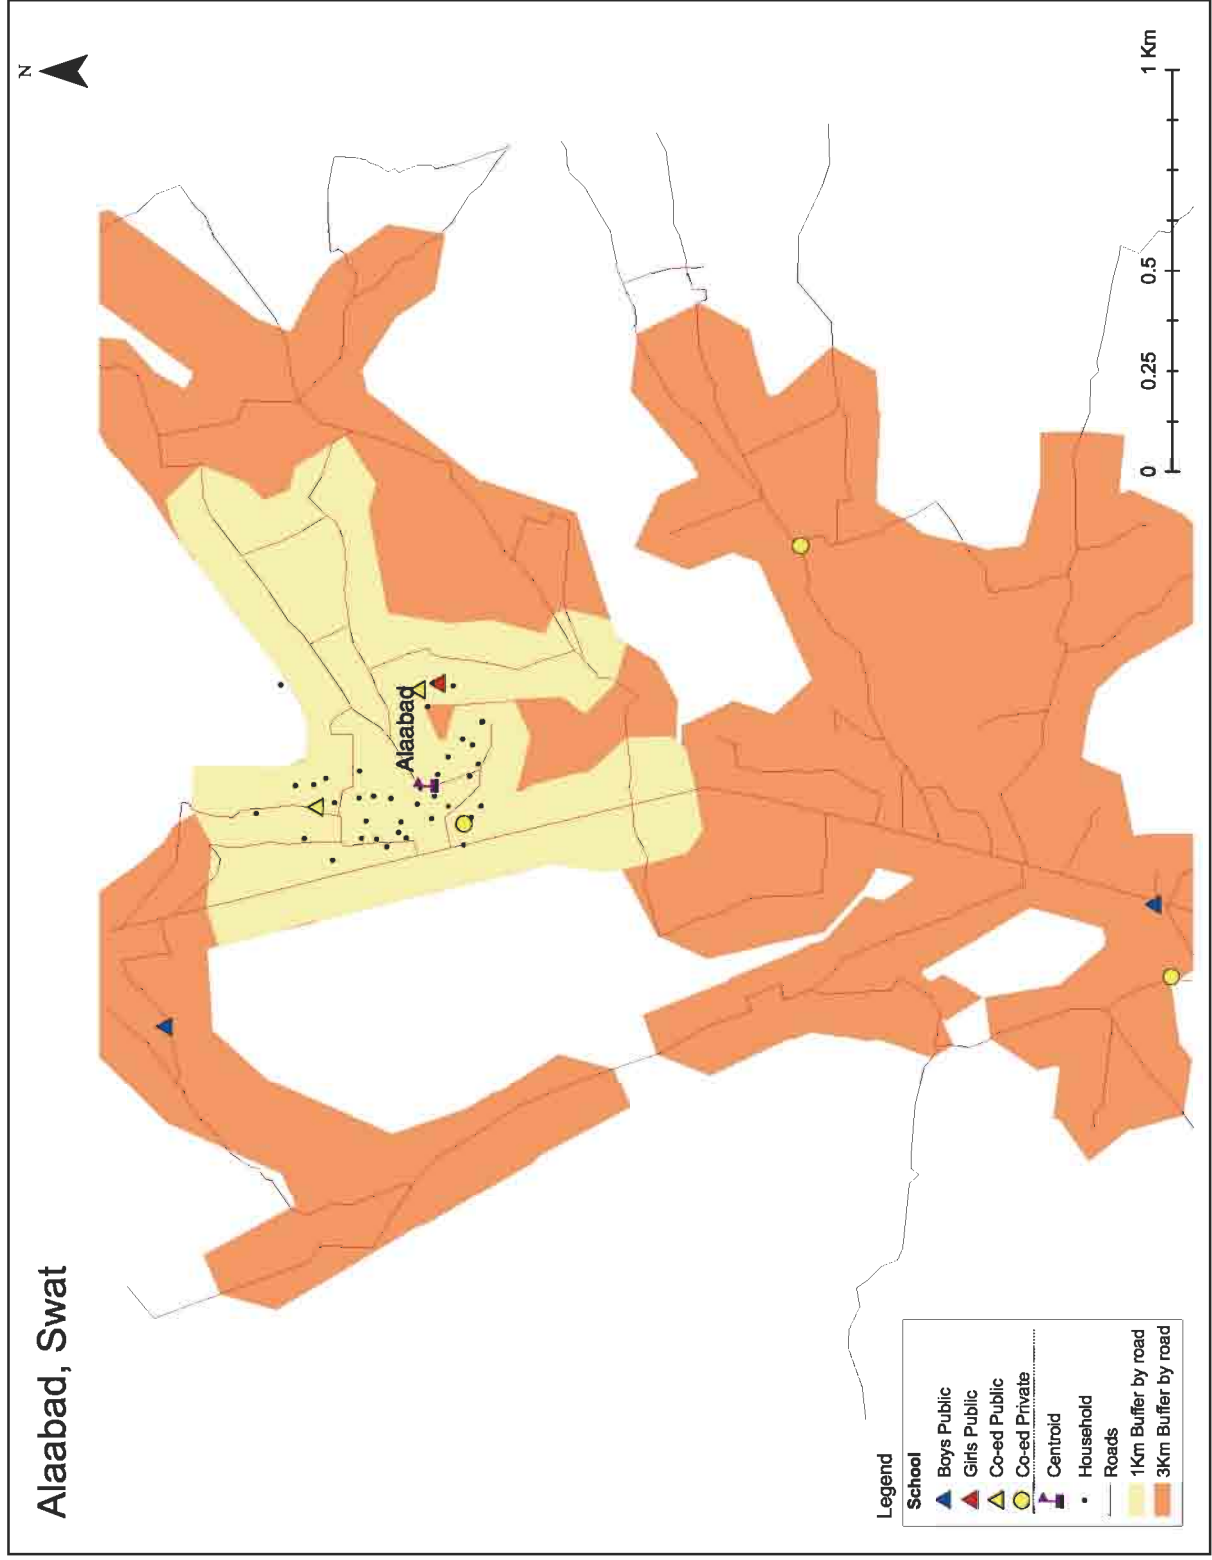 Alaabad, Swat
N
Alaabad
Legend
School
Boys Public
Girls Public
Co-ed Public
Co-ed Private
Centroid
Household
Roads
1Km Buffer by road
3Km Buffer by road
0 0.25 0.5 1 Km